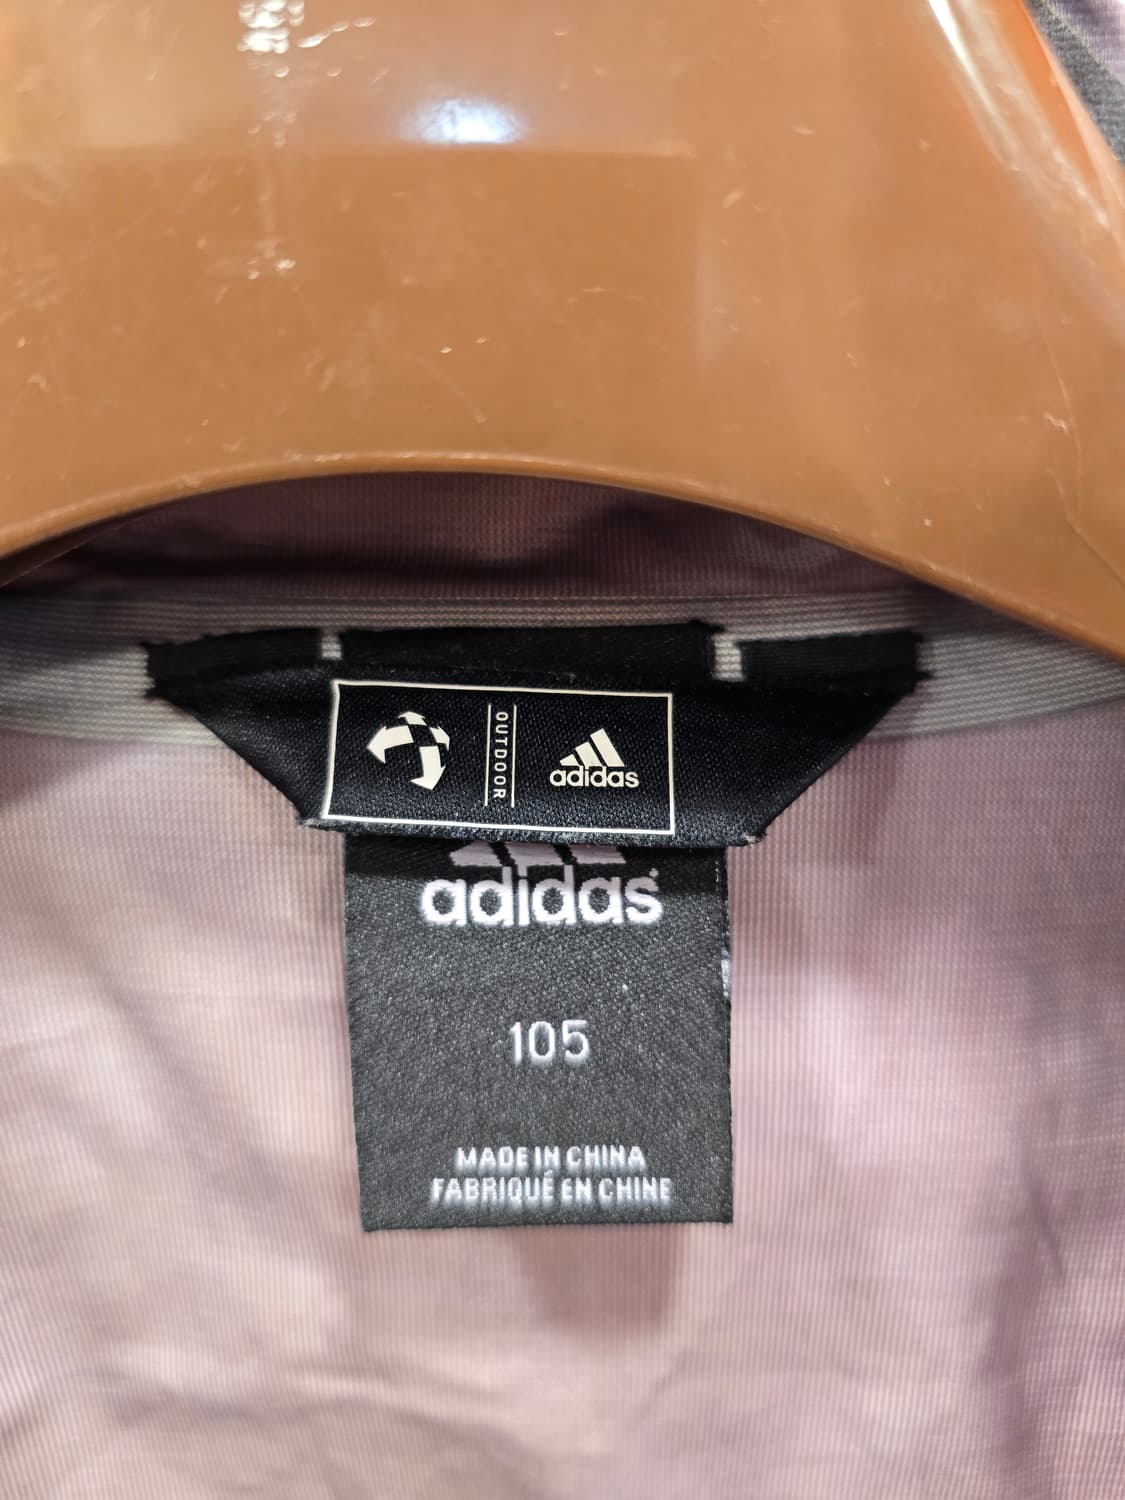 OUTDOOR
adidas
adidas
105
MADE IN CHINA
FABRIQUÉ EN CHINE